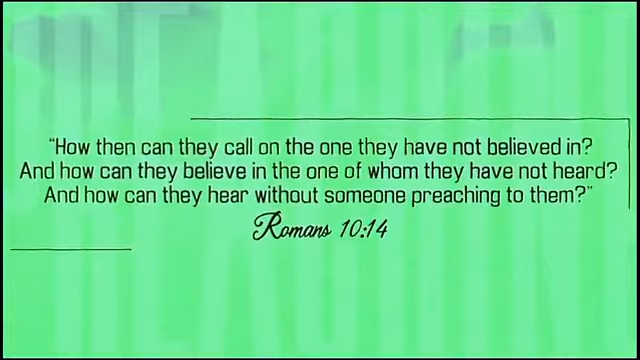 “How then can they call on the one they have not believed in?
And how can they believe in the one of whom they have not heard?
And how can they hear without someone preaching to them?”
Romans 10:14